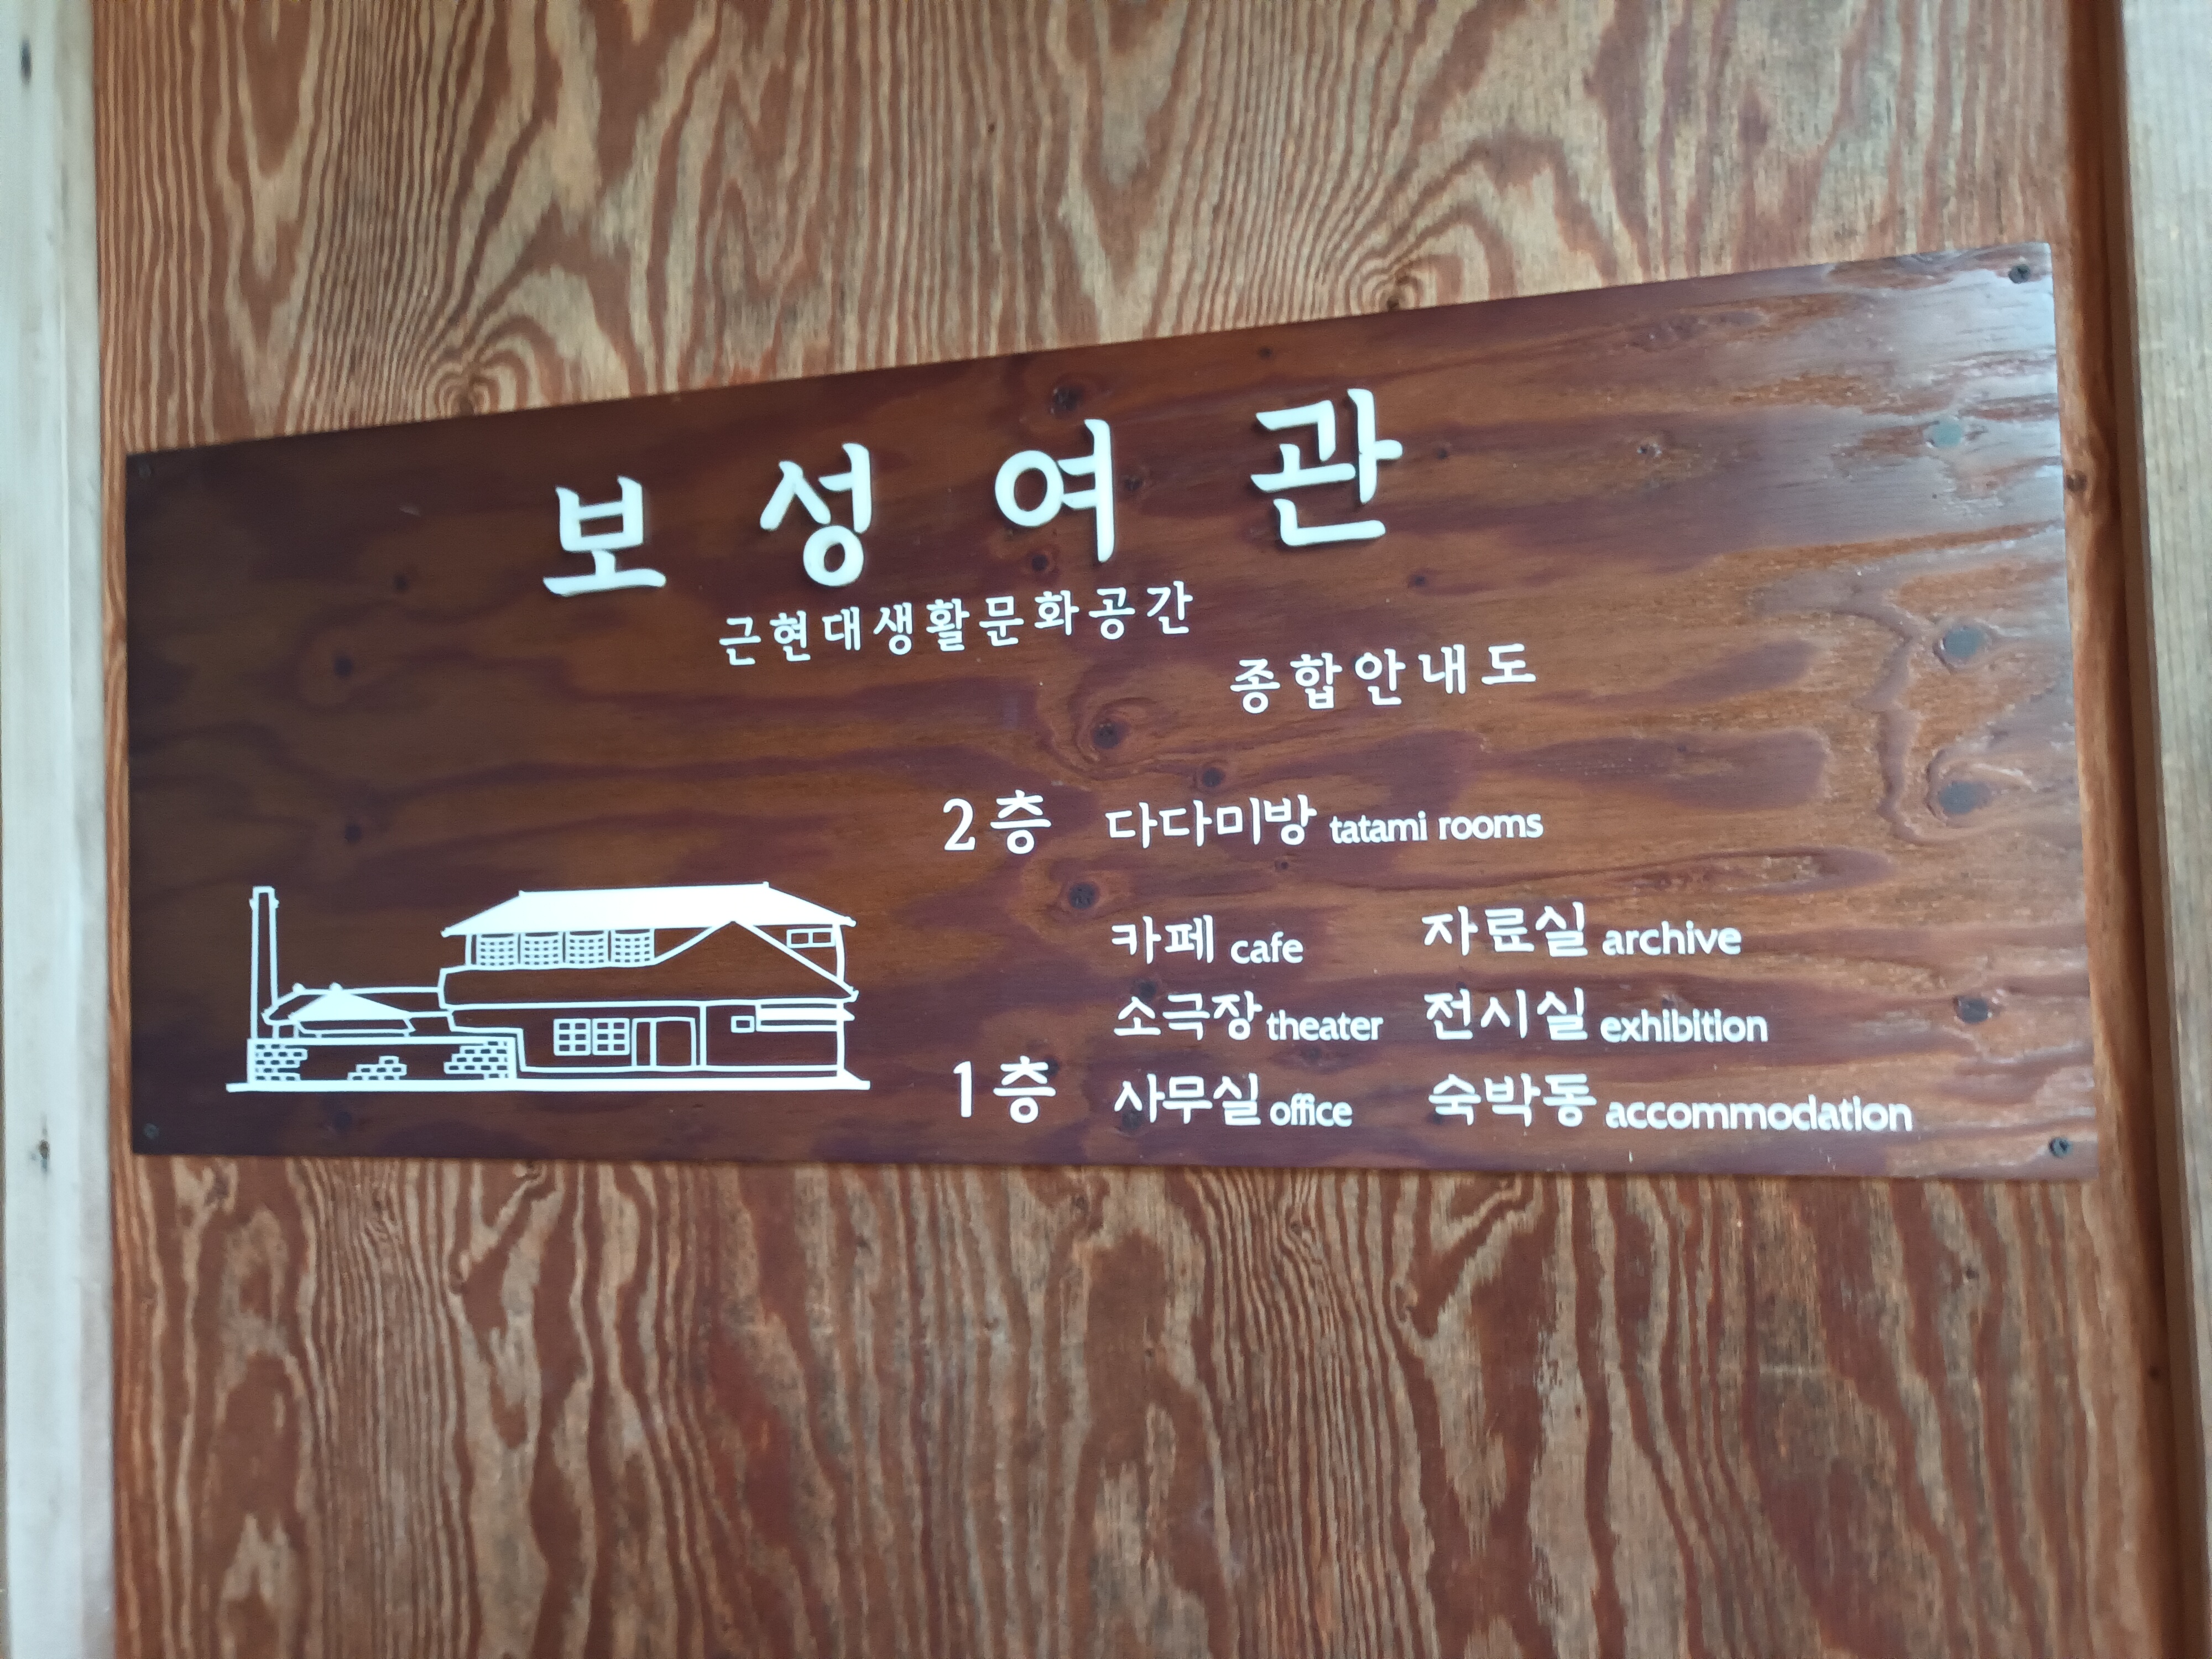 보성여관
근현대생활문화공간
종합안내도
2층 다다미방 tatami rooms
카페 cafe 자료실 archive
소극장 theater 전시실 exhibition
1층 사무실 office 숙박동 accommodation